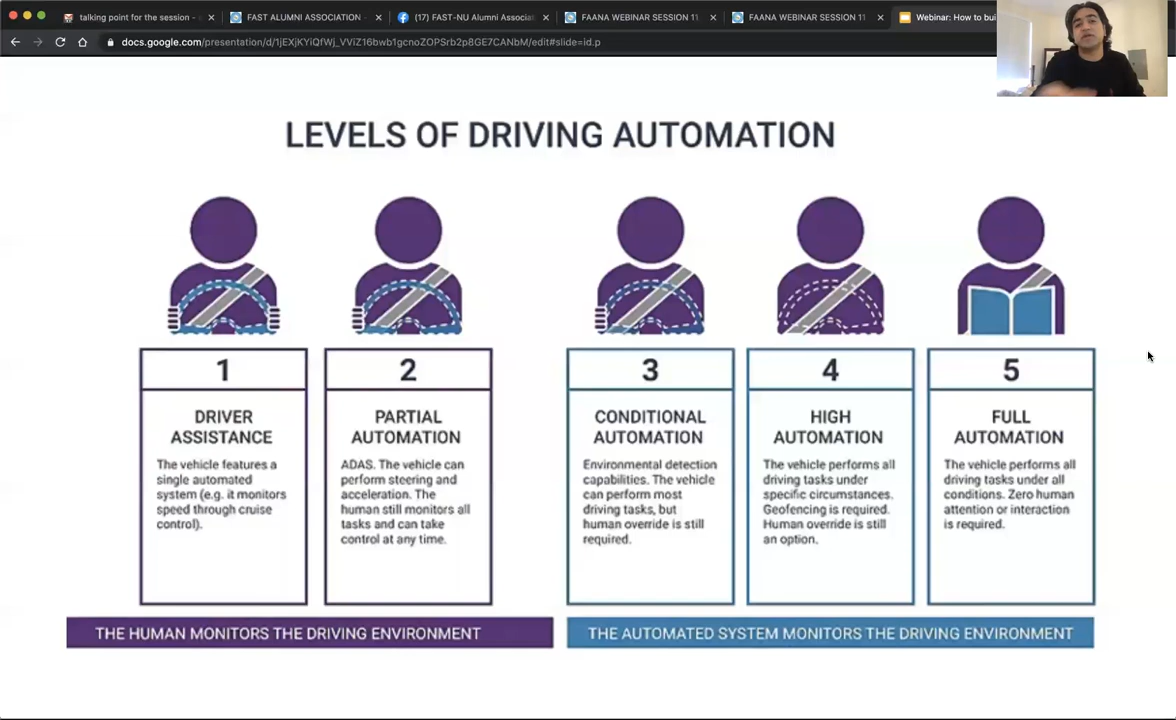 talking point for the session -
FAST ALUMNI ASSOCIATION -
(17) FAST-NU Alumni Associat
FAANA WEBINAR SESSION 11
FAANA WEBINAR SESSION 11
Webinar: How to bui
docs.google.com/presentation/d/1jEXjKYiQfWj_VViZ16bwb1gcnoZOPSrb2p8GE7CANbM/edit#slide=id.p
LEVELS OF DRIVING AUTOMATION
1
DRIVER
ASSISTANCE
The vehicle features a
single automated
system (e.g. it monitors
speed through cruise
control).
2
PARTIAL
AUTOMATION
ADAS. The vehicle can
perform steering and
acceleration. The
human still monitors all
tasks and can take
control at any time.
3
CONDITIONAL
AUTOMATION
Environmental detection
capabilities. The vehicle
can perform most
driving tasks, but
human override is still
required.
4
HIGH
AUTOMATION
The vehicle performs all
driving tasks under
specific circumstances.
Geofencing is required.
Human override is still
an option.
5
FULL
AUTOMATION
The vehicle performs all
driving tasks under all
conditions. Zero human
attention or interaction
is required.
THE HUMAN MONITORS THE DRIVING ENVIRONMENT
THE AUTOMATED SYSTEM MONITORS THE DRIVING ENVIRONMENT